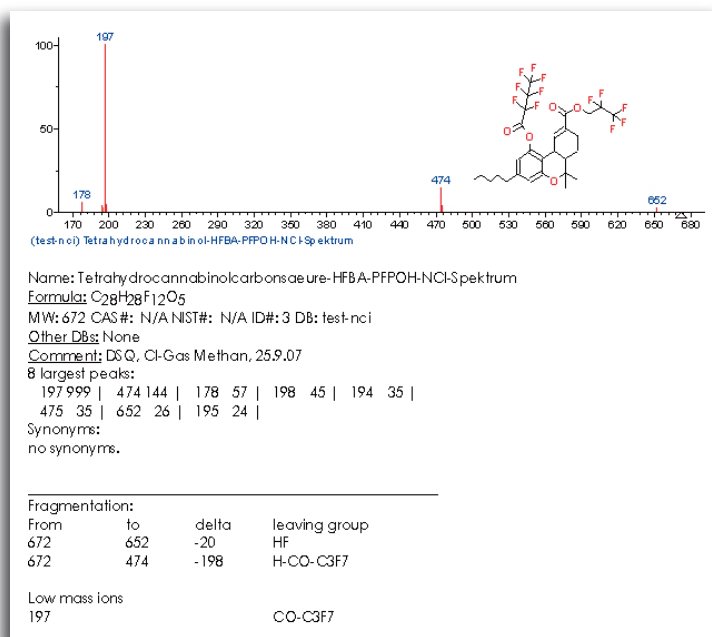 100
197
50
178
474
652
0
170 200 230 260 290 320 350 380 410 440 470 500 530 560 590 620 650 680
F F F F F F F O O O O F F F F F O
(test-nci) Tetrahydrocannabinol-HFBA-PFPOH-NCI-Spektrum
Name: Tetrahydrocannabinolcarbonsaeure-HFBA-PFPOH-NCI-Spektrum
Formula: C28H28F12O5
MW: 672 CAS#: N/A NIST#: N/A ID#: 3 DB: test-nci
Other DBs: None
Comment: DSQ, CI-Gas Methan, 25.9.07
8 largest peaks:
197 999 | 474 144 | 178 57 | 198 45 | 194 35 |
475 35 | 652 26 | 195 24 |
Synonyms:
no synonyms.
Fragmentation:
From to delta leaving group
672 652 -20 HF
672 474 -198 H-CO-C3F7
Low mass ions
197 CO-C3F7